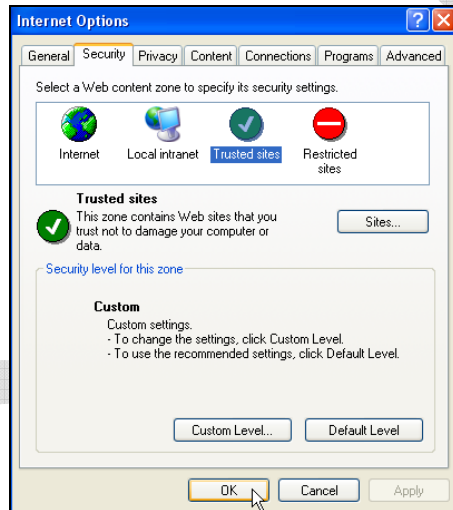 Internet Options
General Security Privacy Content Connections Programs Advanced
Select a Web content zone to specify its security settings.
Internet Local intranet Trusted sites Restricted
sites
Trusted sites
This zone contains Web sites that you
trust not to damage your computer or
data.
Sites...
Security level for this zone
Custom
Custom settings.
- To change the settings, click Custom Level.
- To use the recommended settings, click Default Level.
Custom Level... Default Level
OK Cancel Apply